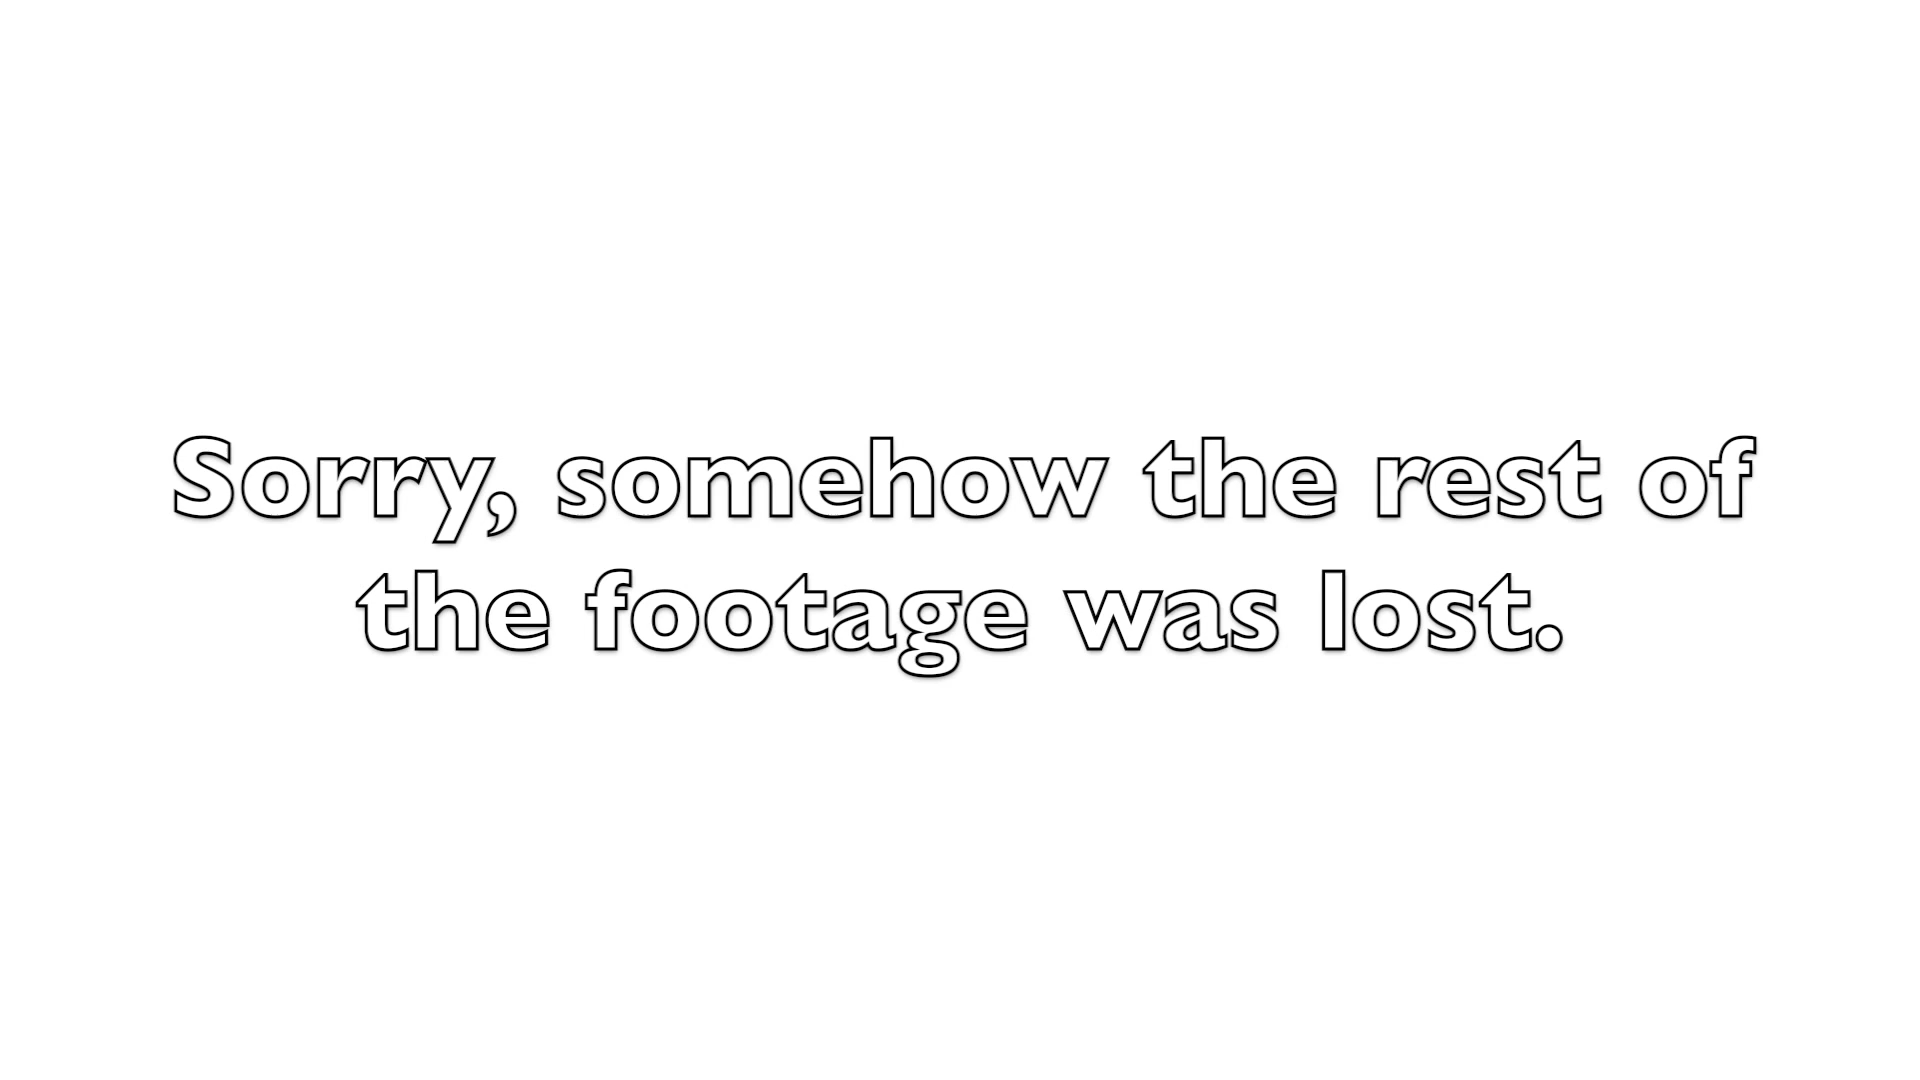 Sorry, somehow the rest of
the footage was lost.